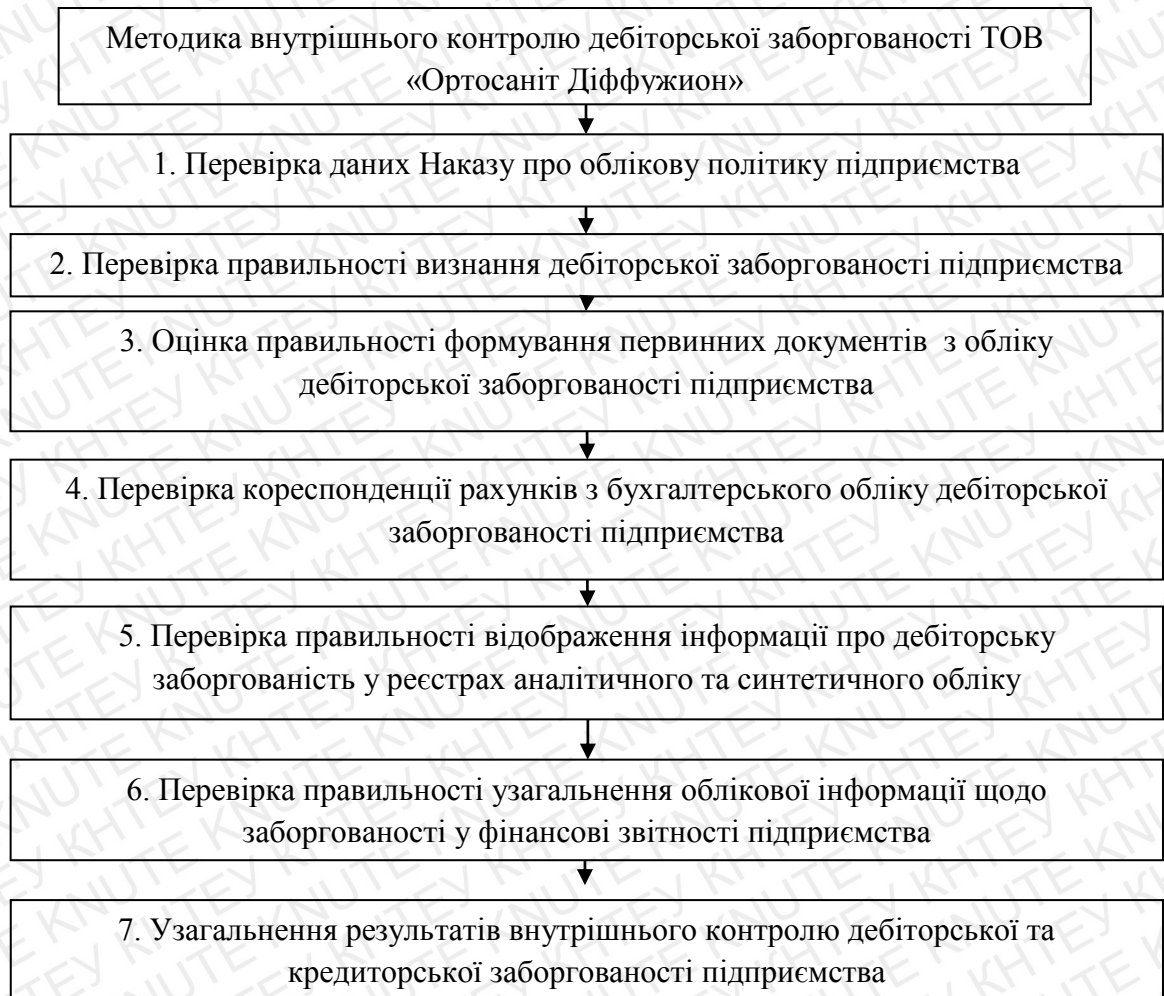 Методика внутрішнього контролю дебіторської заборгованості ТОВ
«Ортосаніт Діффужион»
1. Перевірка даних Наказу про облікову політику підприємства
2. Перевірка правильності визнання дебіторської заборгованості підприємства
3. Оцінка правильності формування первинних документів з обліку
дебіторської заборгованості підприємства
4. Перевірка кореспонденції рахунків з бухгалтерського обліку дебіторської
заборгованості підприємства
5. Перевірка правильності відображення інформації про дебіторську
заборгованість у реєстрах аналітичного та синтетичного обліку
6. Перевірка правильності узагальнення облікової інформації щодо
заборгованості у фінансові звітності підприємства
7. Узагальнення результатів внутрішнього контролю дебіторської та
кредиторської заборгованості підприємства